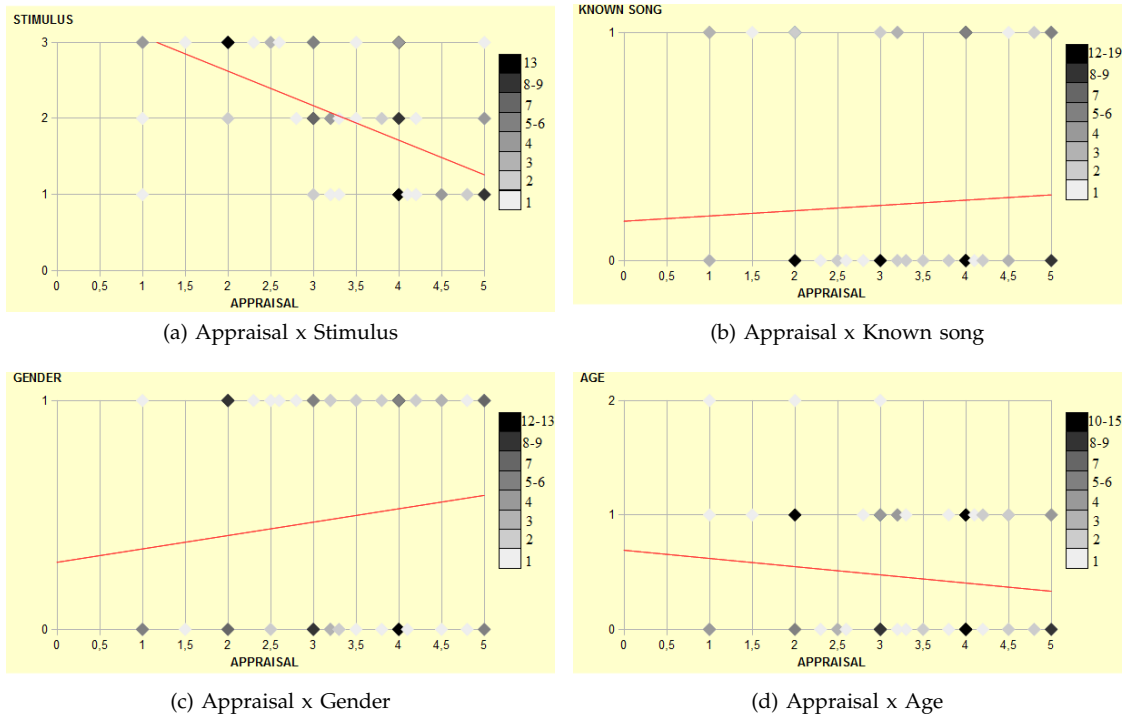 STIMULUS
3
2
1
0
0 0,5 1 1,5 2 2,5 3 3,5 4 4,5 5
APPRAISAL
13
8-9
7
5-6
4
3
2
1
(a) Appraisal x Stimulus
KNOWN SONG
1
0
0 0,5 1 1,5 2 2,5 3 3,5 4 4,5 5
APPRAISAL
12-19
8-9
7
5-6
4
3
2
1
(b) Appraisal x Known song
GENDER
1
0
0 0,5 1 1,5 2 2,5 3 3,5 4 4,5 5
APPRAISAL
12-13
8-9
7
5-6
4
3
2
1
(c) Appraisal x Gender
AGE
2
1
0
0 0,5 1 1,5 2 2,5 3 3,5 4 4,5 5
APPRAISAL
10-15
8-9
7
5-6
4
3
2
1
(d) Appraisal x Age